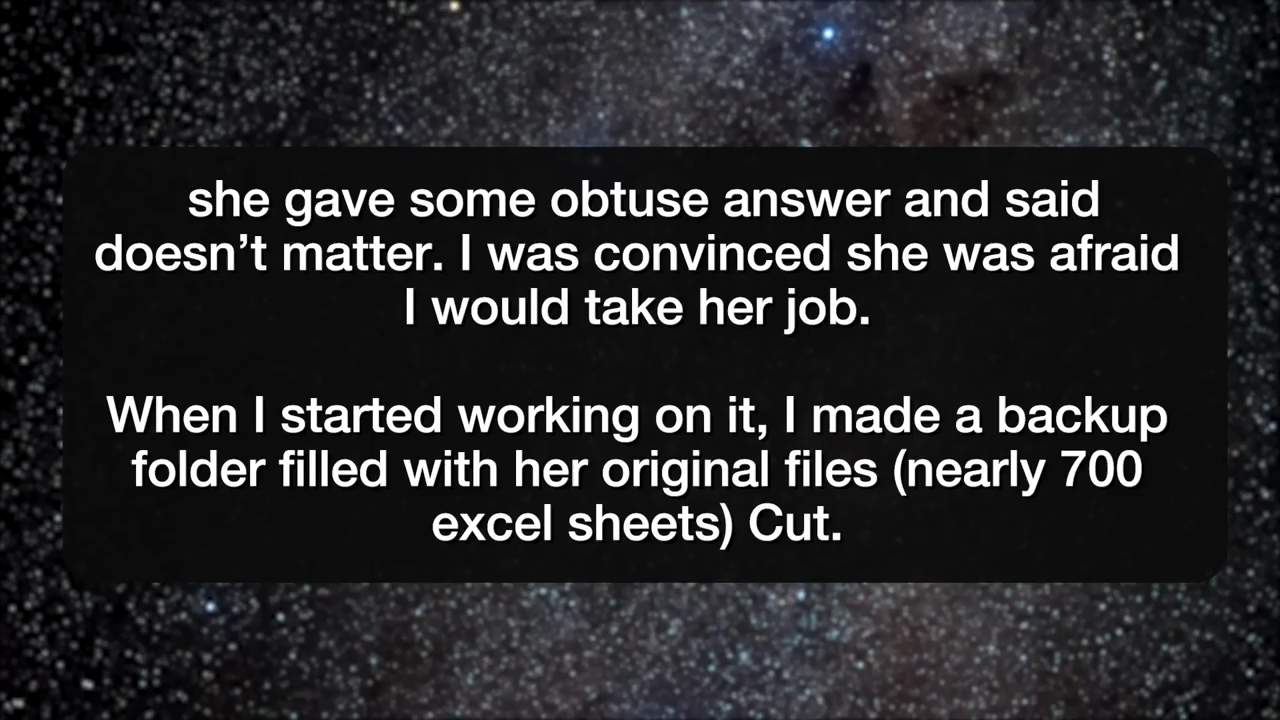 she gave some obtuse answer and said
doesn’t matter. I was convinced she was afraid
I would take her job.
When I started working on it, I made a backup
folder filled with her original files (nearly 700
excel sheets) Cut.